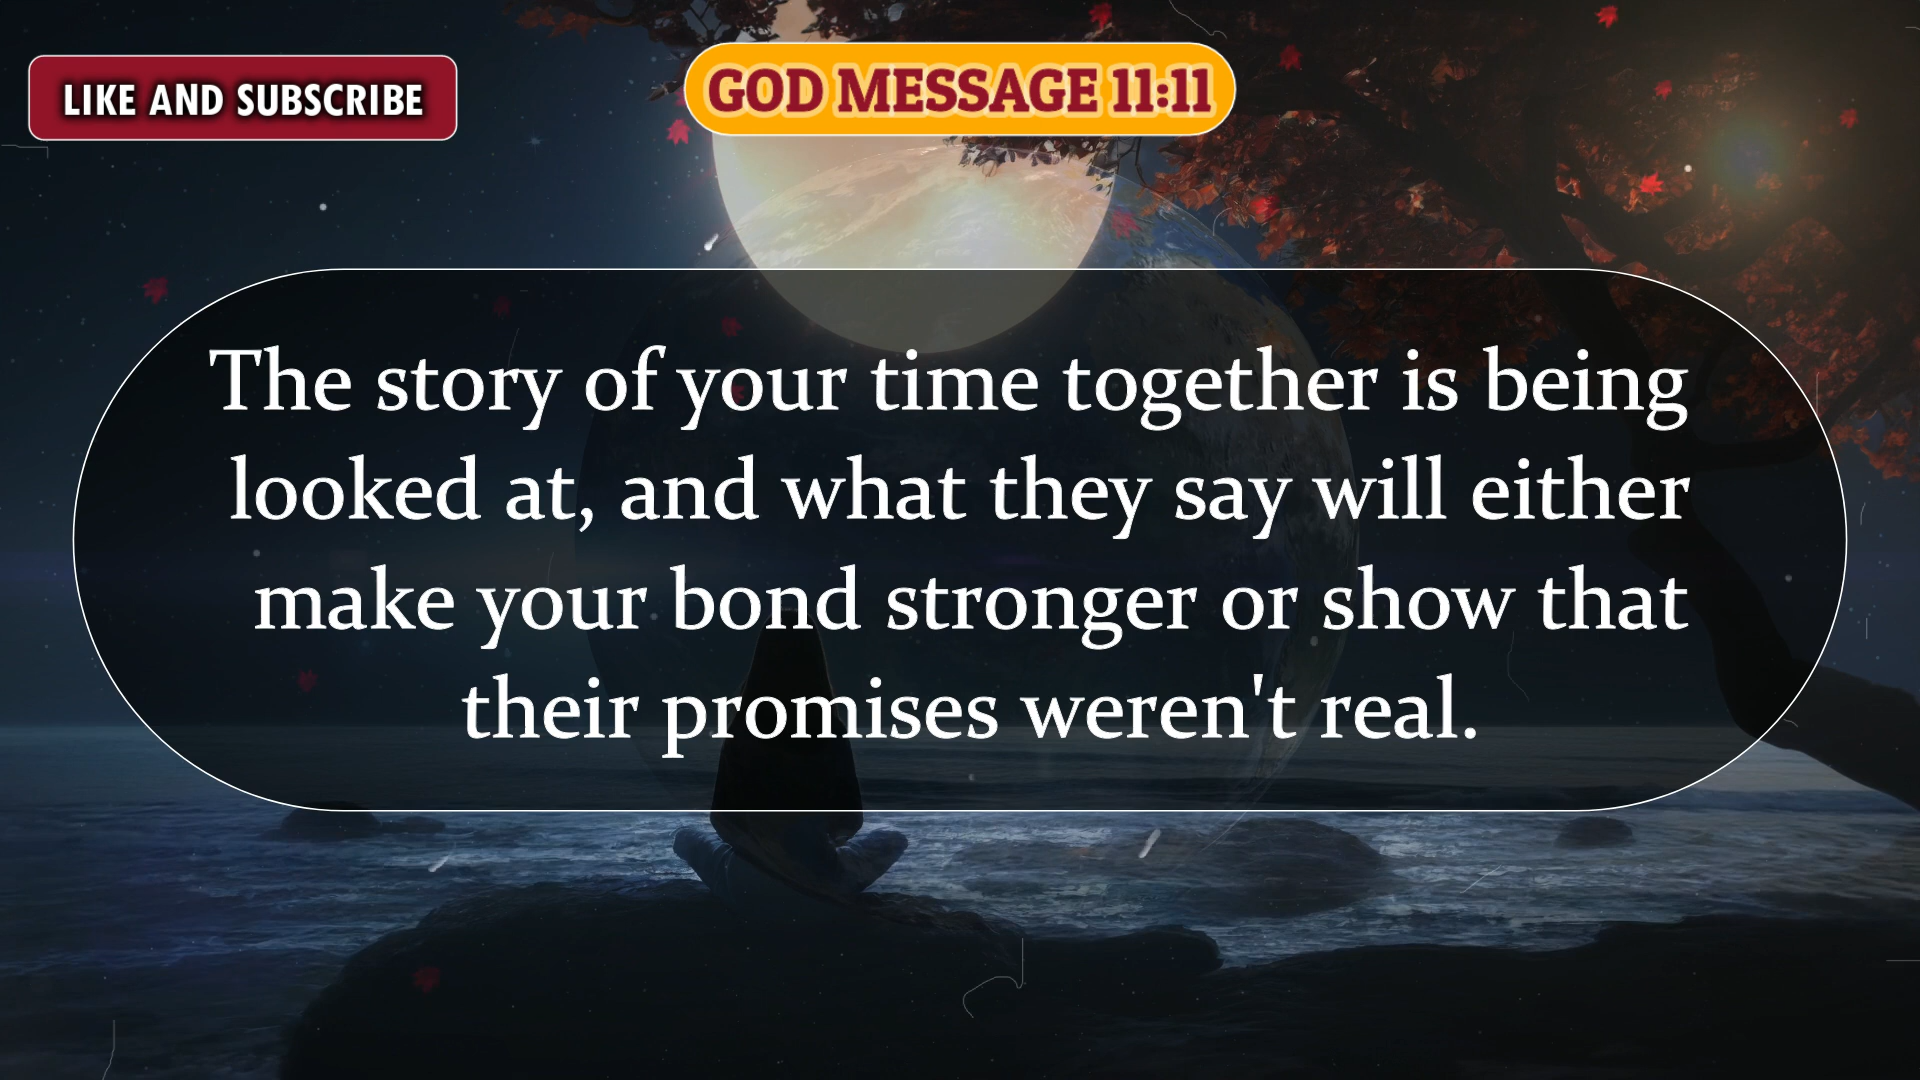 LIKE AND SUBSCRIBE
GOD MESSAGE 11:11
The story of your time together is being
looked at, and what they say will either
make your bond stronger or show that
their promises weren't real.